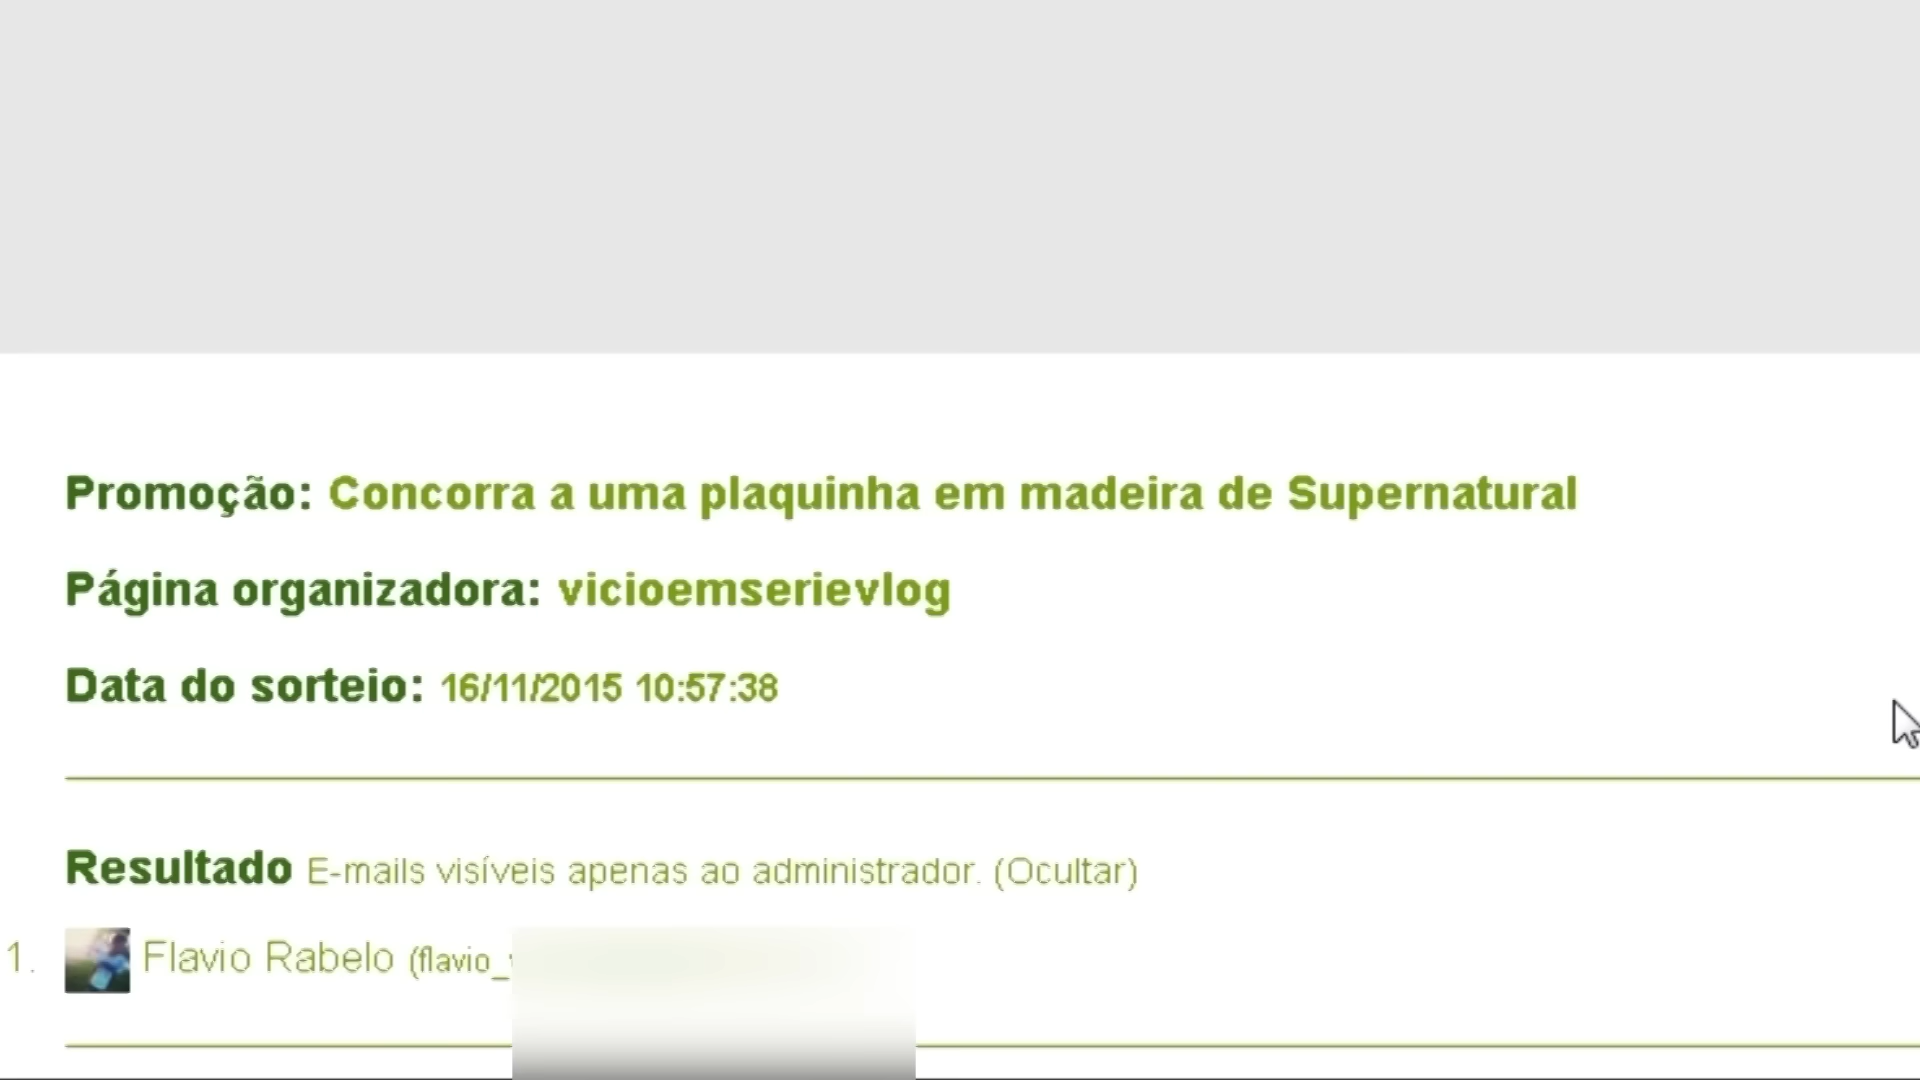 Promoção: Concorra a uma plaquinha em madeira de Supernatural
Página organizadora: vicioemserievlog
Data do sorteio: 16/11/2015 10:57:38
Resultado E-mails visíveis apenas ao administrador. (Ocultar)
1. Flavio Rabelo (flavio_